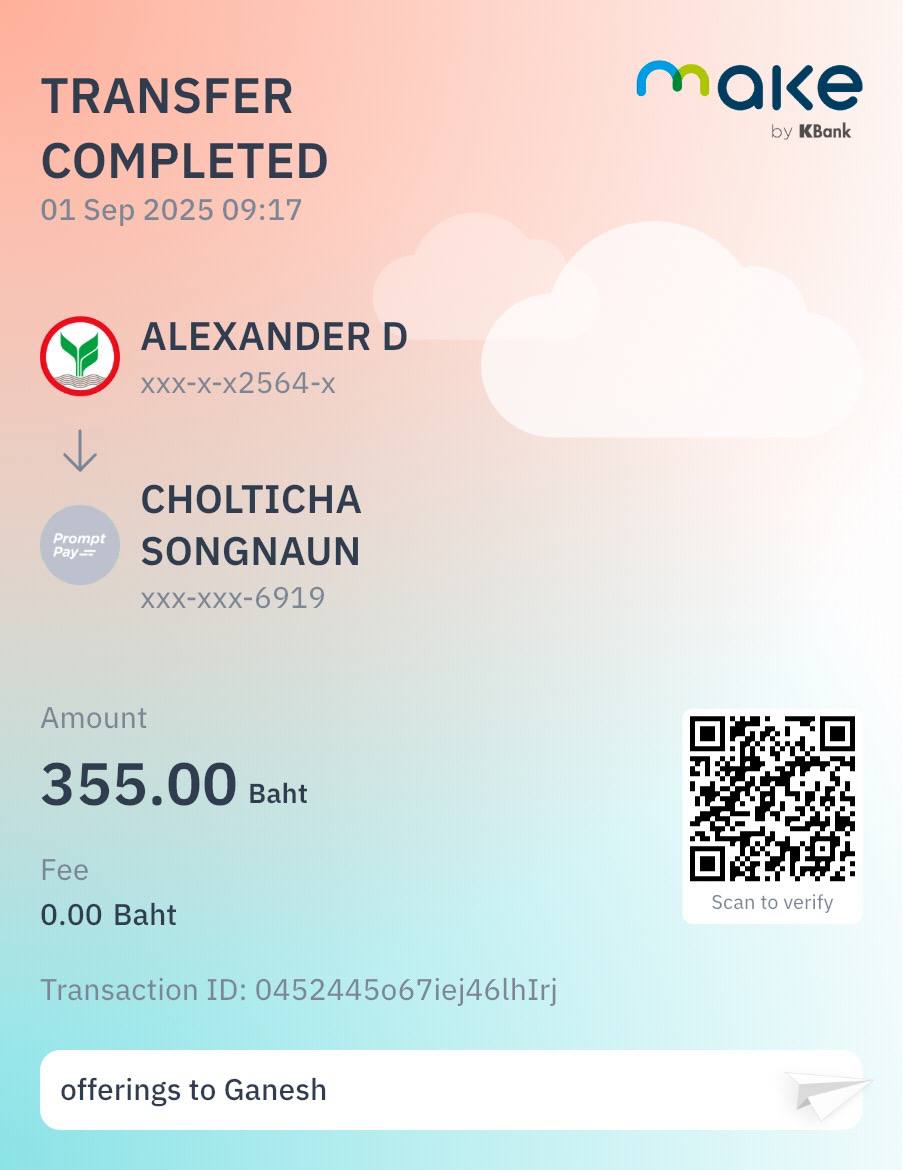 TRANSFER
COMPLETED
01 Sep 2025 09:17
make
by KBank
ALEXANDER D
xxx-x-x2564-x
Prompt
Pay
CHOLTICHA
SONGNAUN
xxx-xxx-6919
Amount
355.00 Baht
Fee
0.00 Baht
Scan to verify
Transaction ID: 0452445o67iej46lhIrj
offerings to Ganesh